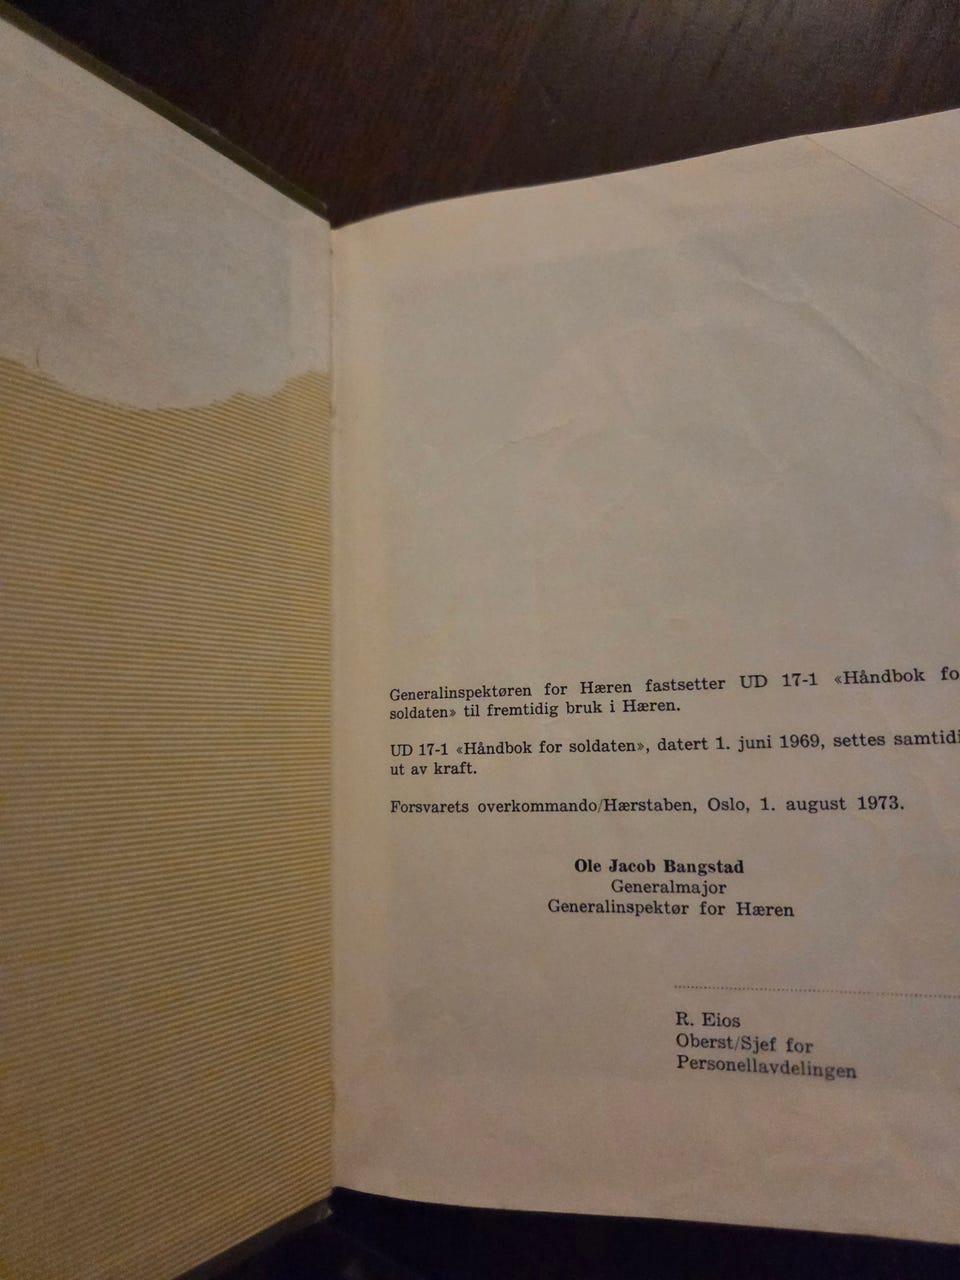 Generalinspektøren for Hæren fastsetter UD 17-1 «Håndbok fo
soldaten» til fremtidig bruk i Hæren.
UD 17-1 «Håndbok for soldaten», datert 1. juni 1969, settes samtidi
ut av kraft.
Forsvarets overkommando/Hærstaben, Oslo, 1. august 1973.
Ole Jacob Bangstad
Generalmajor
Generalinspektør for Hæren
R. Eios
Oberst/Sjef for
Personellavdelingen